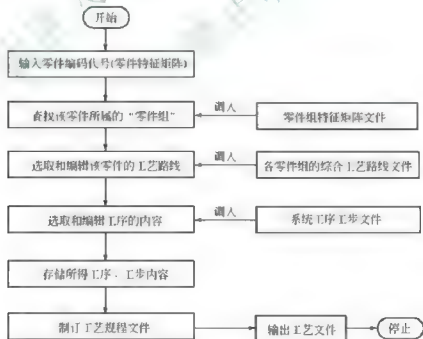 开始
输入零件编码代号(零件特征矩阵)
查找该零件所属的"零件组"
调入
零件组特征矩阵文件
选取和编辑该零件的工艺路线
调入
各零件组的综合工艺路线文件
选取和编辑工序的内容
调入
系统工序工步文件
存储所得工序、工步内容
制订工艺规程文件
输出工艺文件
停止